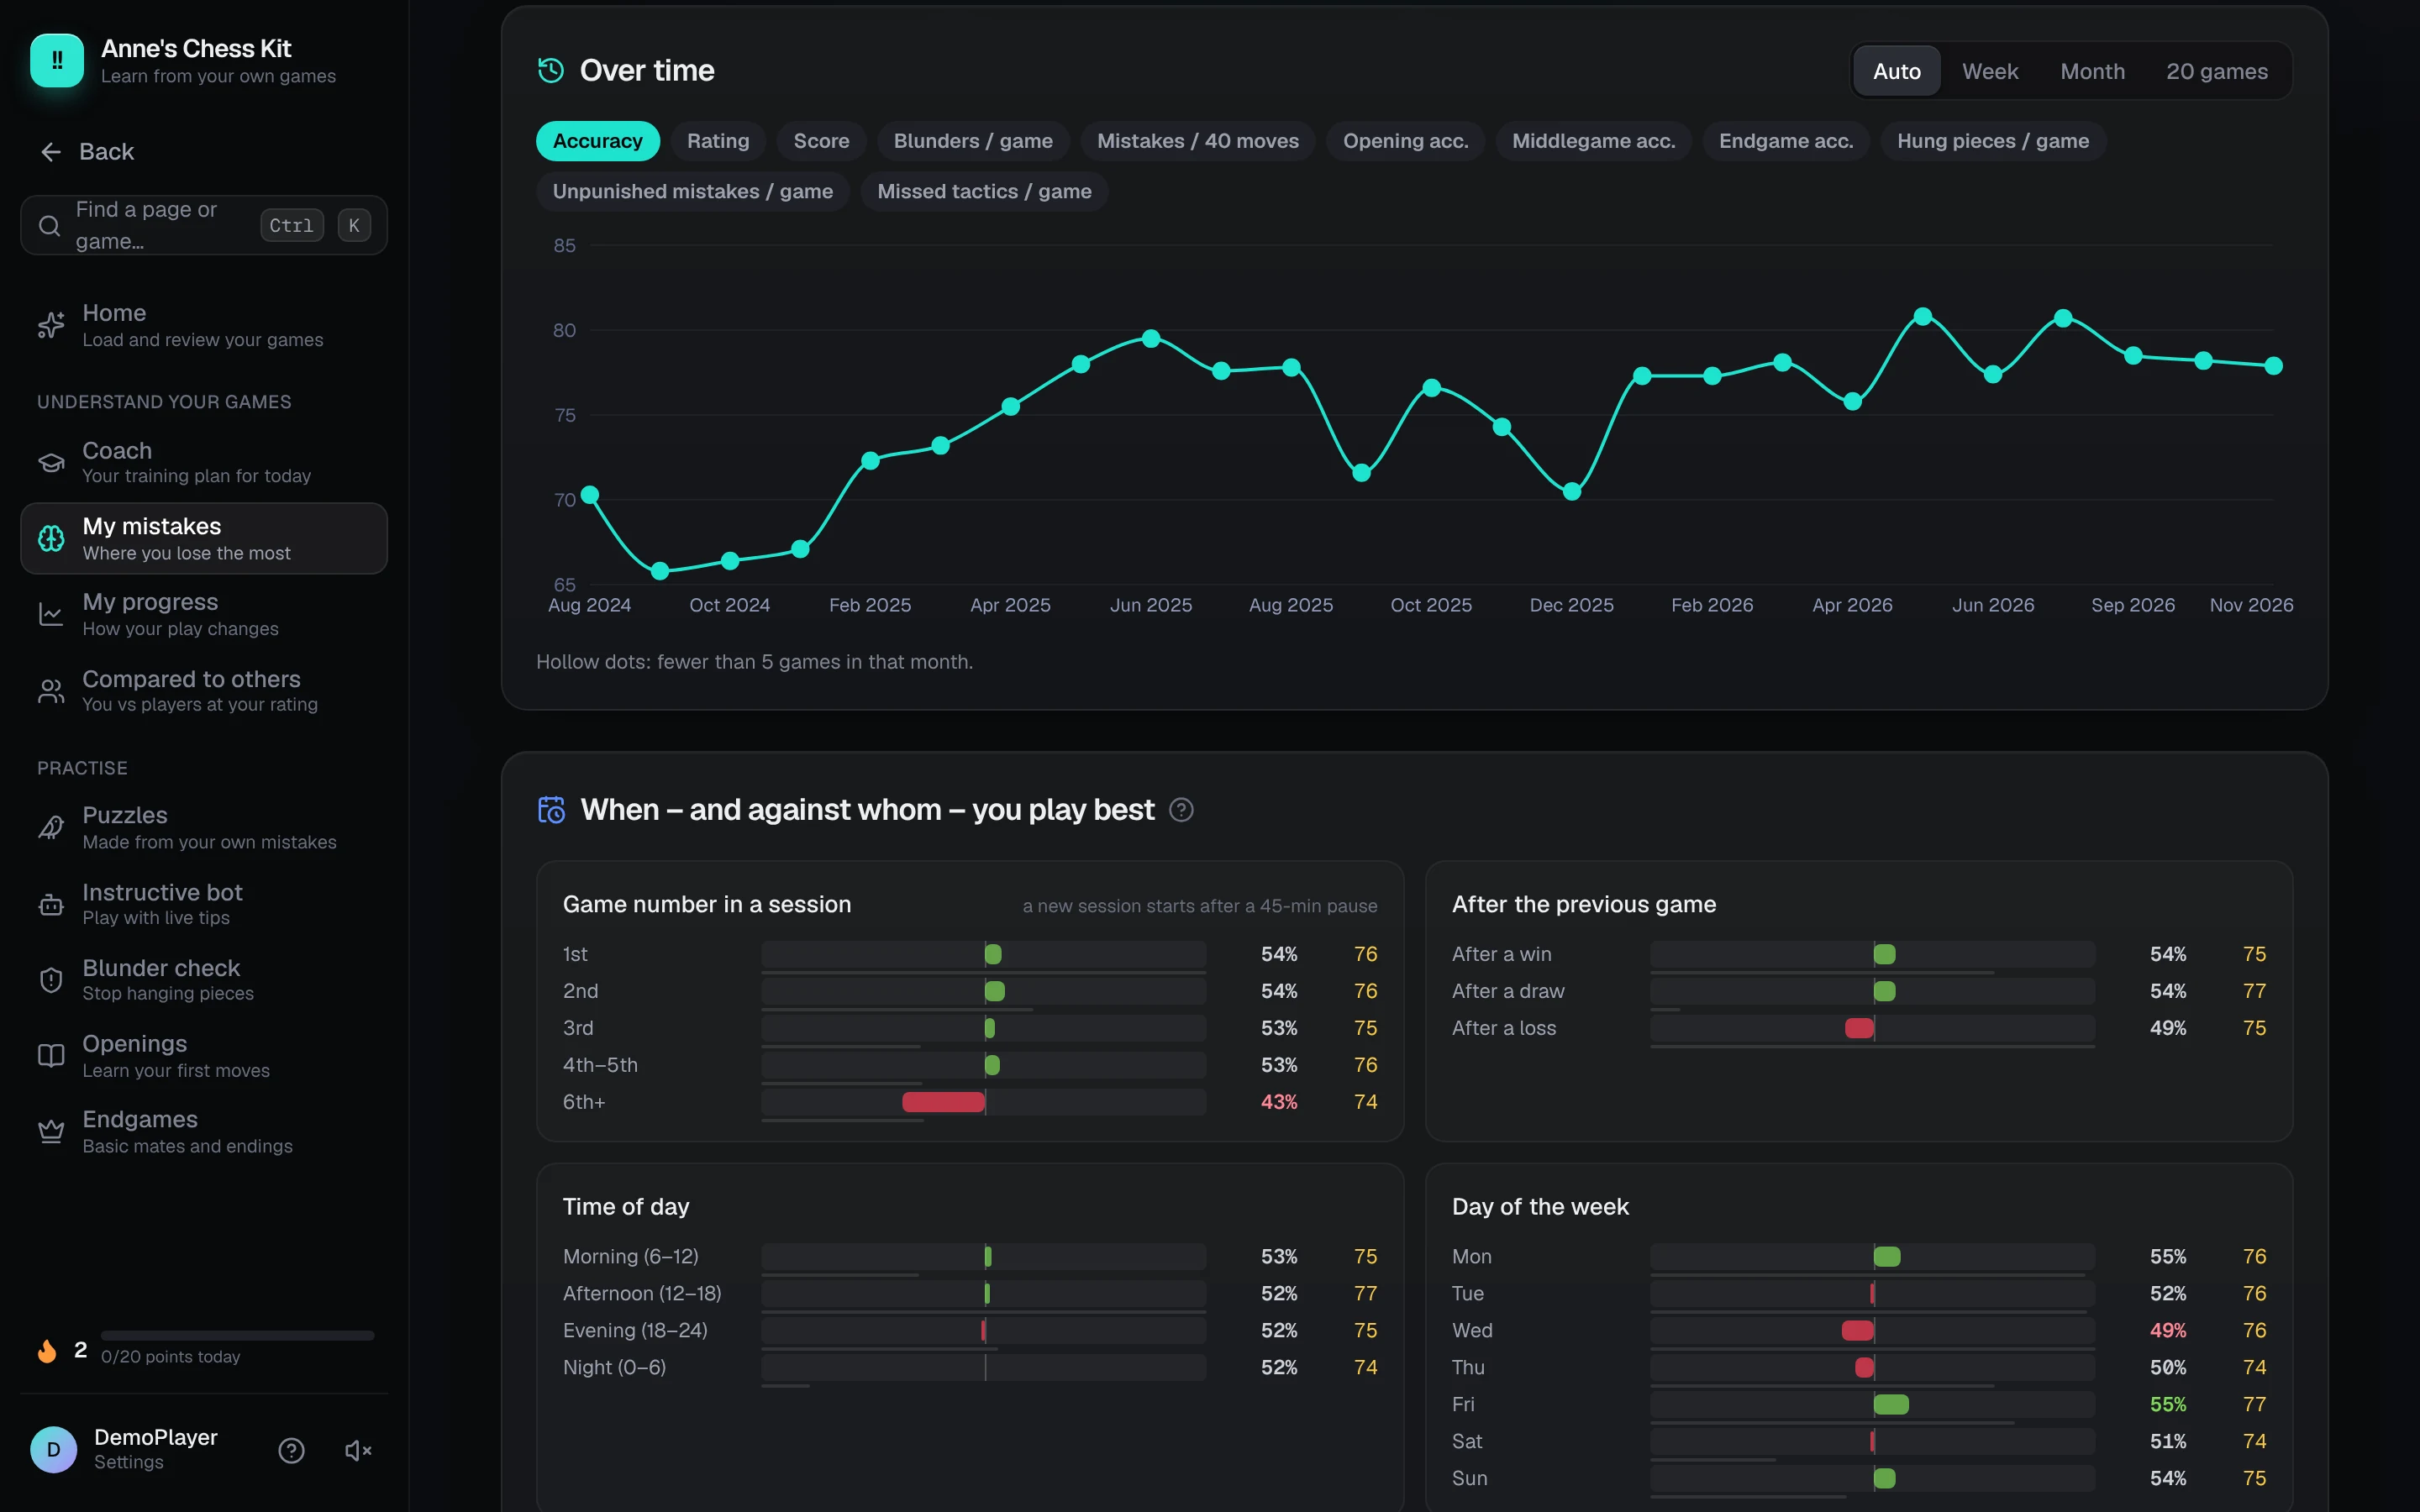 !!
Anne's Chess Kit
Learn from your own games
Back
Find a page or
game...
Ctrl K
Home
Load and review your games
UNDERSTAND YOUR GAMES
Coach
Your training plan for today
My mistakes
Where you lose the most
My progress
How your play changes
Compared to others
You vs players at your rating
PRACTISE
Puzzles
Made from your own mistakes
Instructive bot
Play with live tips
Blunder check
Stop hanging pieces
Openings
Learn your first moves
Endgames
Basic mates and endings
2
0/20 points today
D
DemoPlayer
Settings
Over time
Auto Week Month 20 games
Accuracy Rating Score Blunders / game Mistakes / 40 moves Opening acc. Middlegame acc. Endgame acc. Hung pieces / game
Unpunished mistakes / game Missed tactics / game
85
80
75
70
65
Aug 2024 Oct 2024 Feb 2025 Apr 2025 Jun 2025 Aug 2025 Oct 2025 Dec 2025 Feb 2026 Apr 2026 Jun 2026 Sep 2026 Nov 2026
Hollow dots: fewer than 5 games in that month.
When – and against whom – you play best
Game number in a session a new session starts after a 45-min pause
1st 54% 76
2nd 54% 76
3rd 53% 75
4th–5th 53% 76
6th+ 43% 74
After the previous game
After a win 54% 75
After a draw 54% 77
After a loss 49% 75
Time of day
Morning (6–12) 53% 75
Afternoon (12–18) 52% 77
Evening (18–24) 52% 75
Night (0–6) 52% 74
Day of the week
Mon 55% 76
Tue 52% 76
Wed 49% 76
Thu 50% 74
Fri 55% 77
Sat 51% 74
Sun 54% 75